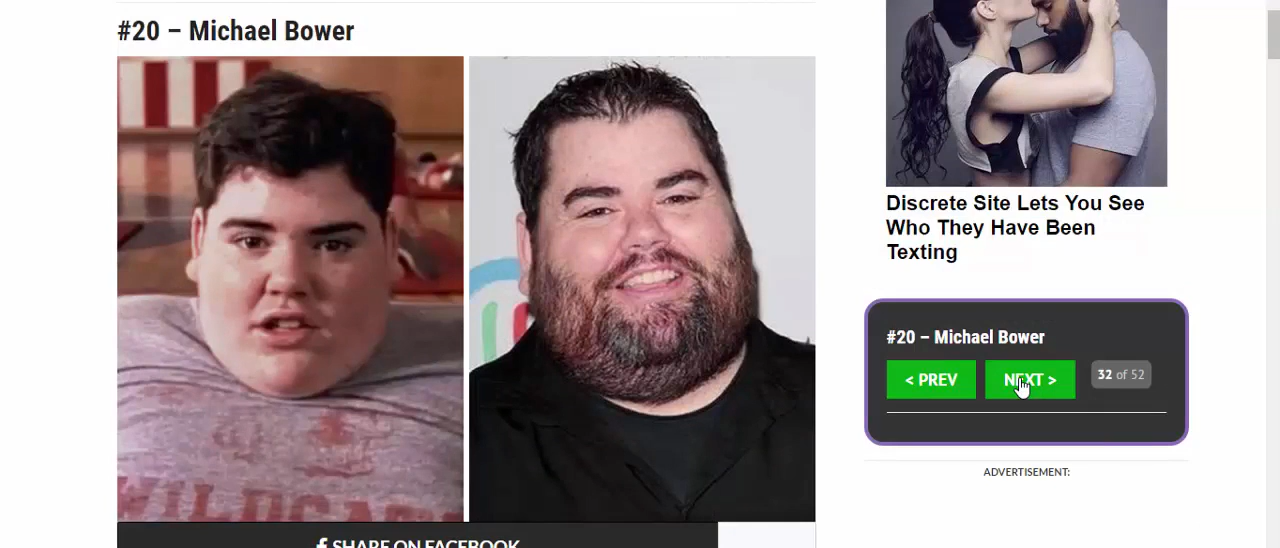 #20 – Michael Bower
WILDCATS
Discrete Site Lets You See
Who They Have Been
Texting
#20 – Michael Bower
< PREV
NEXT >
32 of 52
ADVERTISEMENT:
SHARE ON FACEBOOK